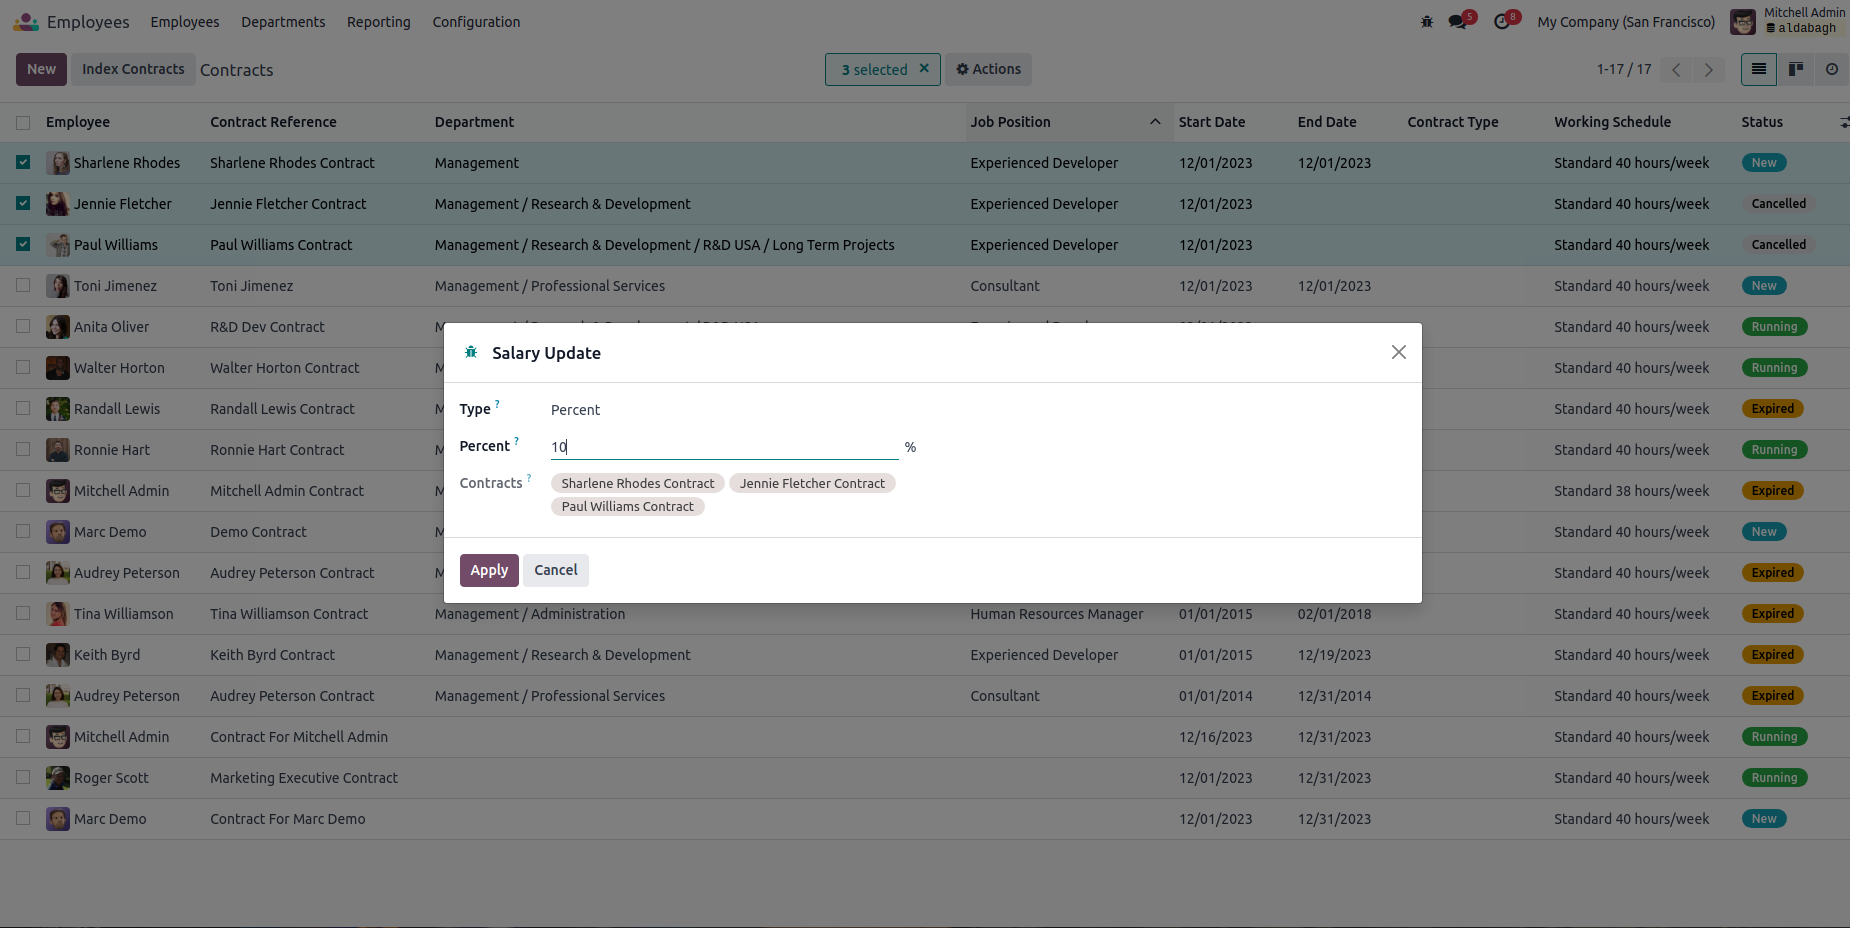 Employees Employees Departments Reporting Configuration 5 8 My Company (San Francisco) Mitchell Admin
aldabagh
New Index Contracts Contracts 3 selected × Actions 1-17 / 17
Employee Contract Reference Department Job Position Start Date End Date Contract Type Working Schedule Status
Sharlene Rhodes Sharlene Rhodes Contract Management Experienced Developer 12/01/2023 12/01/2023 Standard 40 hours/week New
Jennie Fletcher Jennie Fletcher Contract Management / Research & Development Experienced Developer 12/01/2023 Standard 40 hours/week Cancelled
Paul Williams Paul Williams Contract Management / Research & Development / R&D USA / Long Term Projects Experienced Developer 12/01/2023 Standard 40 hours/week Cancelled
Toni Jimenez Toni Jimenez Management / Professional Services Consultant 12/01/2023 12/01/2023 Standard 40 hours/week New
Anita Oliver R&D Dev Contract Standard 40 hours/week Running
Walter Horton Walter Horton Contract Standard 40 hours/week Running
Randall Lewis Randall Lewis Contract Standard 40 hours/week Expired
Ronnie Hart Ronnie Hart Contract Standard 40 hours/week Running
Mitchell Admin Mitchell Admin Contract Standard 38 hours/week Expired
Marc Demo Demo Contract Standard 40 hours/week New
Audrey Peterson Audrey Peterson Contract Standard 40 hours/week Expired
Tina Williamson Tina Williamson Contract Management / Administration Human Resources Manager 01/01/2015 02/01/2018 Standard 40 hours/week Expired
Keith Byrd Keith Byrd Contract Management / Research & Development Experienced Developer 01/01/2015 12/19/2023 Standard 40 hours/week Expired
Audrey Peterson Audrey Peterson Contract Management / Professional Services Consultant 01/01/2014 12/31/2014 Standard 40 hours/week Expired
Mitchell Admin Contract For Mitchell Admin 12/16/2023 12/31/2023 Standard 40 hours/week Running
Roger Scott Marketing Executive Contract 12/01/2023 12/31/2023 Standard 40 hours/week Running
Marc Demo Contract For Marc Demo 12/01/2023 12/31/2023 Standard 40 hours/week New
Salary Update
Type ? Percent
Percent ? 10 %
Contracts ? Sharlene Rhodes Contract Jennie Fletcher Contract
Paul Williams Contract
Apply Cancel